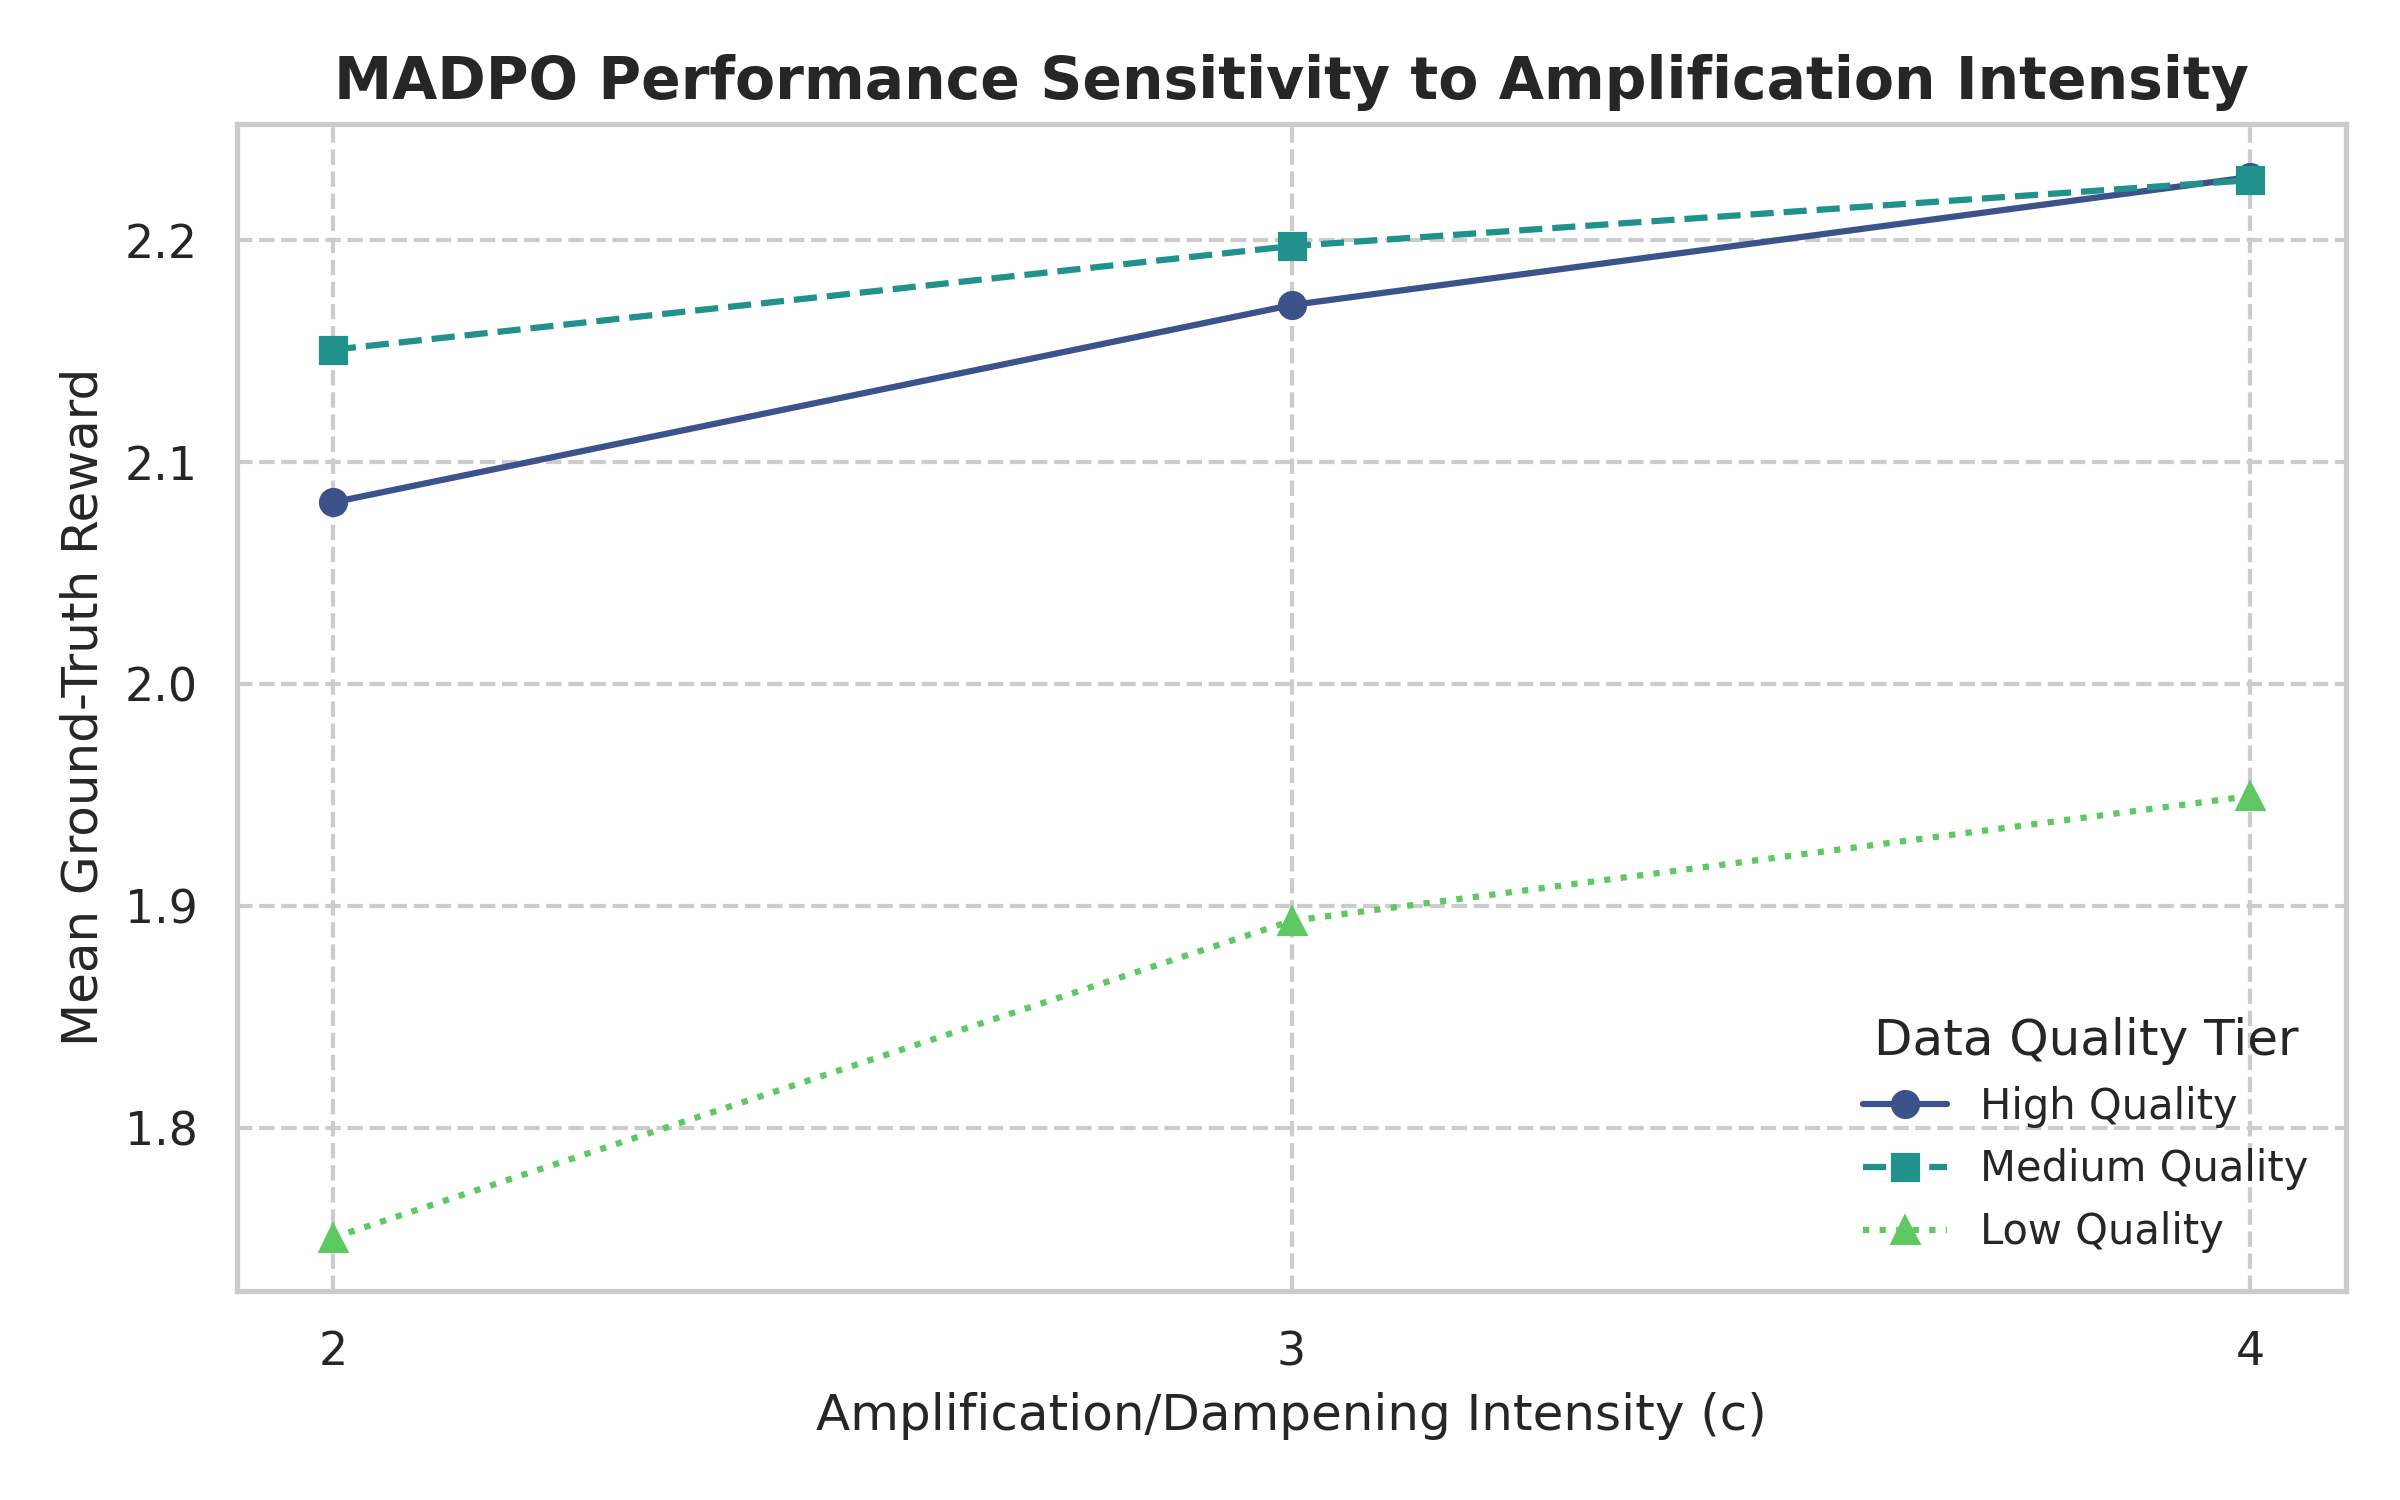 MADPO Performance Sensitivity to Amplification Intensity
Mean Ground-Truth Reward
2.2
2.1
2.0
1.9
1.8
2
3
4
Amplification/Dampening Intensity (c)
Data Quality Tier
High Quality
Medium Quality
Low Quality